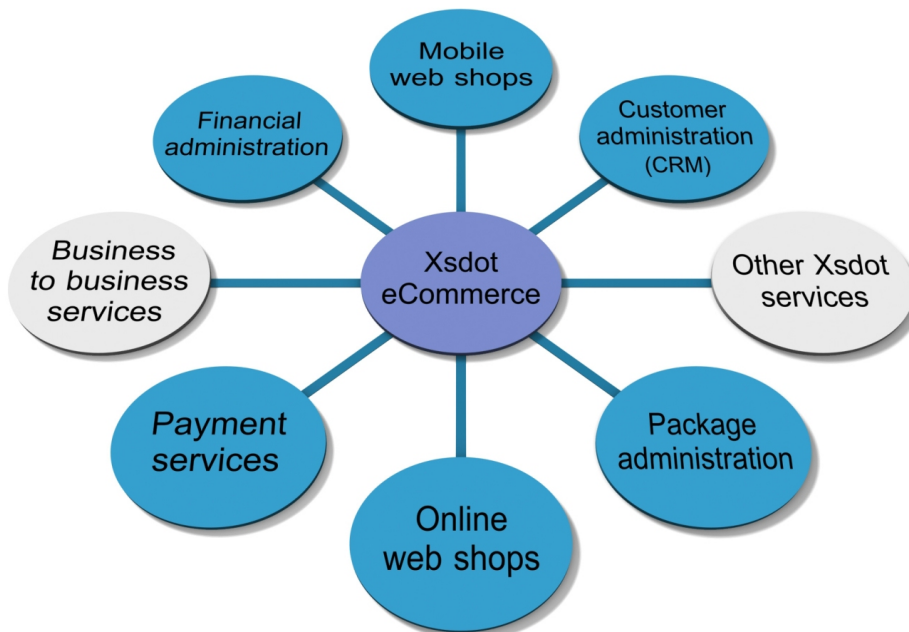 Mobile
web shops
Financial
administration
Customer
administration
(CRM)
Business
to business
services
Xsdot
eCommerce
Other Xsdot
services
Payment
services
Package
administration
Online
web shops